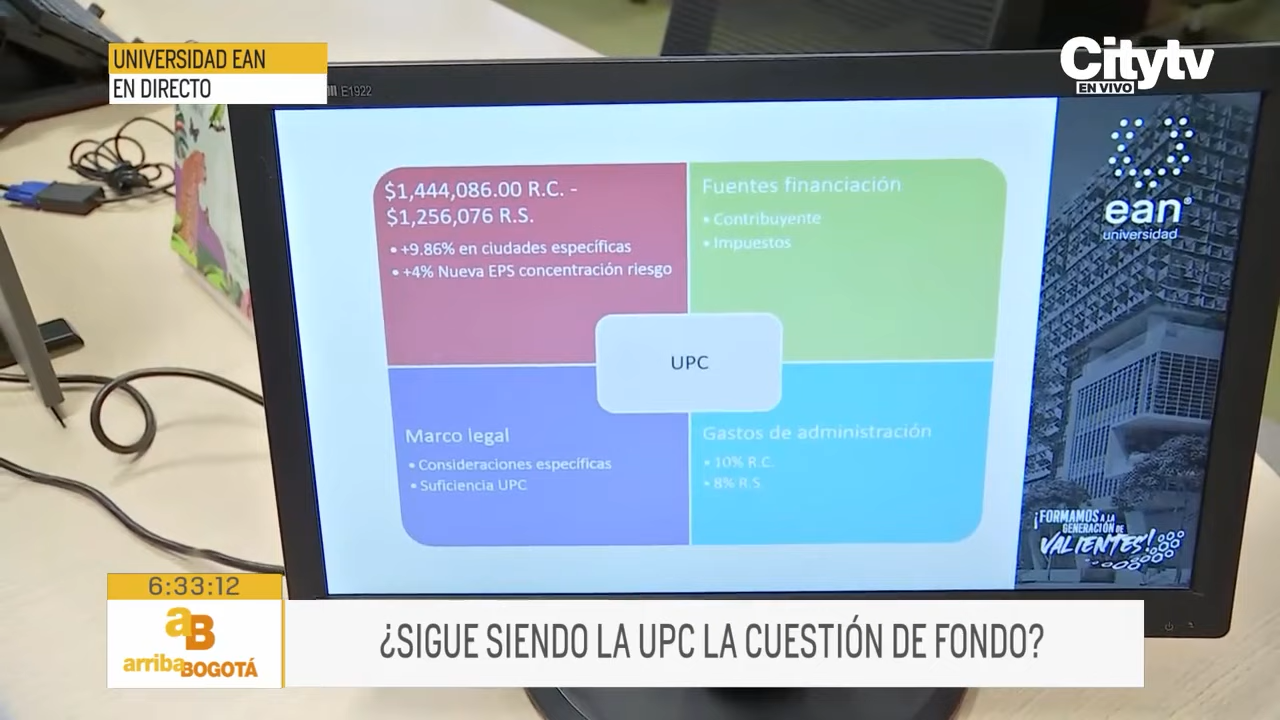 UNIVERSIDAD EAN
EN DIRECTO
Citytv
EN VIVO
E1922
$1,444,086.00 R.C. -
$1,256,076 R.S.
• +9.86% en ciudades específicas
• +4% Nueva EPS concentración riesgo
Fuentes financiación
• Contribuyente
• Impuestos
UPC
Marco legal
• Consideraciones específicas
• Suficiencia UPC
Gastos de administración
• 10% R.C.
• 8% R.S.
ean
universidad
¡FORMAMOS A LA
GENERACIÓN DE
VALIENTES!
6:33:12
aB
arriba BOGOTÁ
¿SIGUE SIENDO LA UPC LA CUESTIÓN DE FONDO?